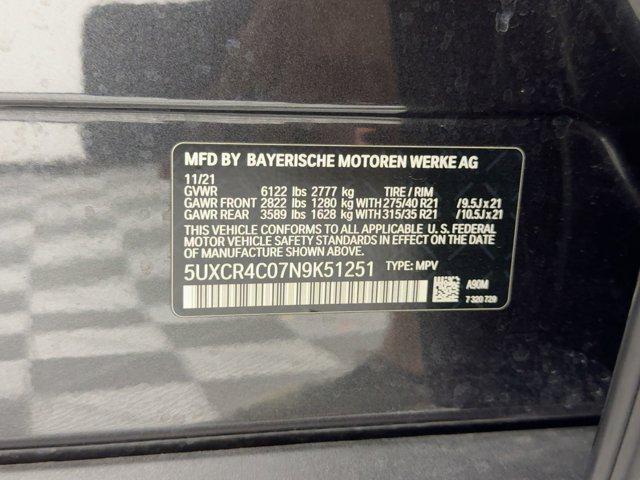 MFD BY BAYERISCHE MOTOREN WERKE AG
11/21
GVWR 6122 lbs 2777 kg TIRE / RIM
GAWR FRONT 2822 lbs 1280 kg WITH 275/40 R21 /9.5J x 21
GAWR REAR 3589 lbs 1628 kg WITH 315/35 R21 /10.5J x 21
THIS VEHICLE CONFORMS TO ALL APPLICABLE U. S. FEDERAL
MOTOR VEHICLE SAFETY STANDARDS IN EFFECT ON THE DATE OF
MANUFACTURE SHOWN ABOVE.
5UXCR4C07N9K51251 TYPE: MPV
A90M
7 320 729